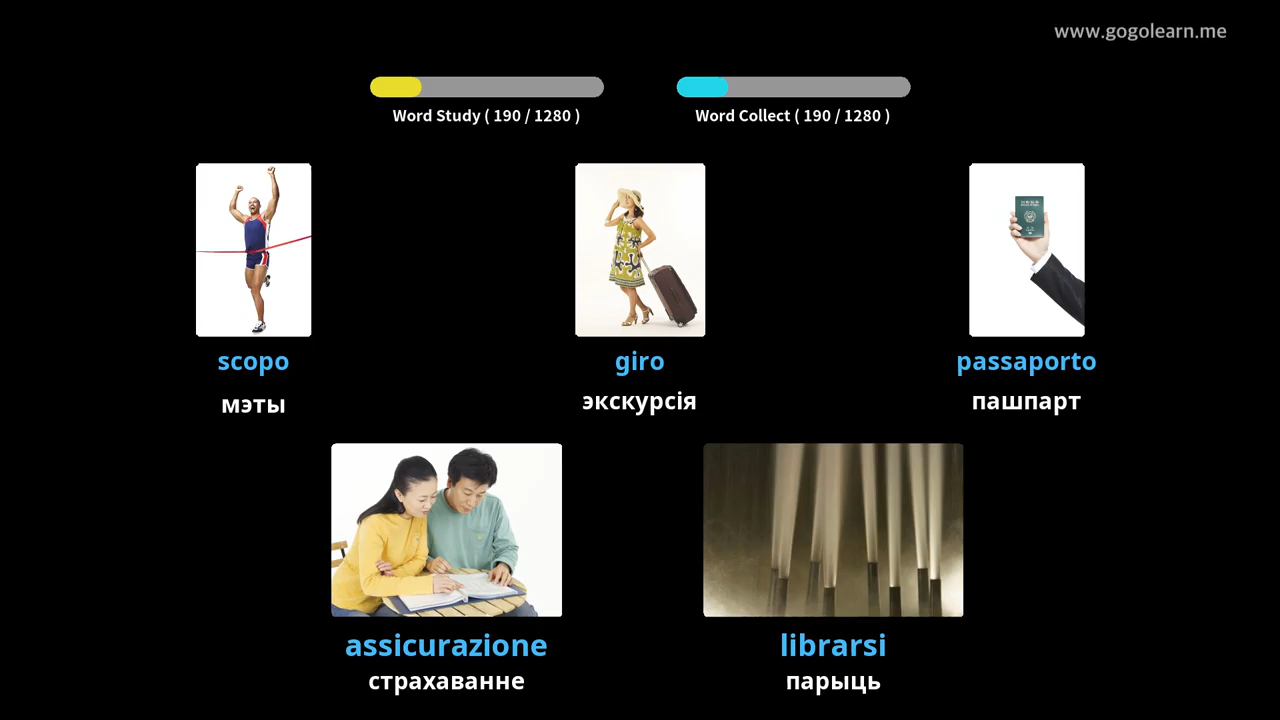 www.gogolearn.me
Word Study ( 190 / 1280 )
Word Collect ( 190 / 1280 )
scopo
giro
passaporto
мэты
экскурсія
пашпарт
assicurazione
librarsi
страхаванне
парыць